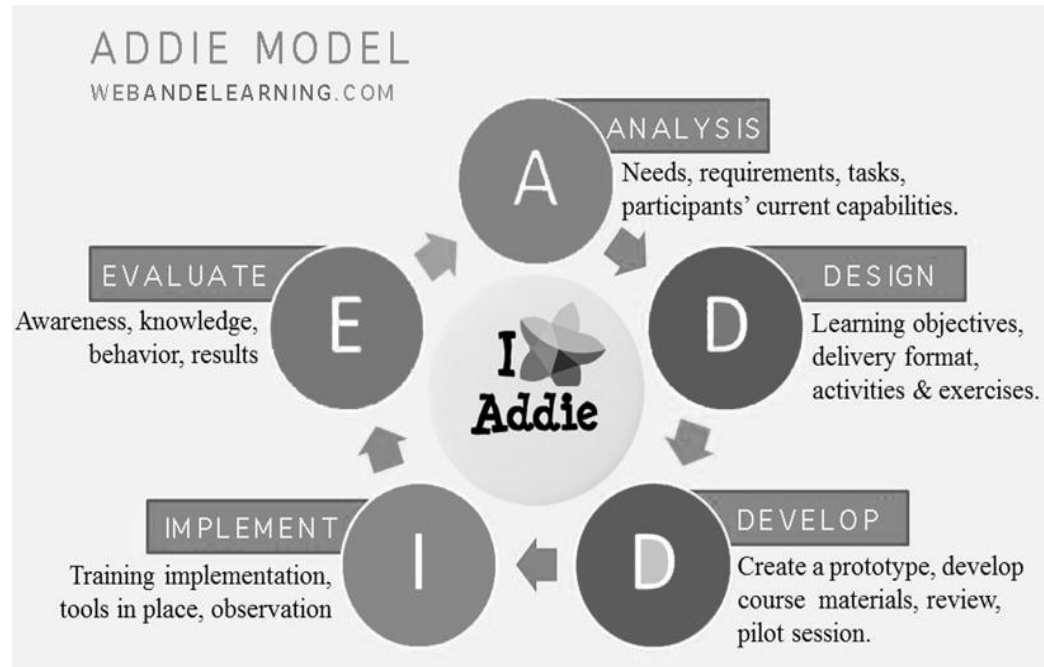 ADDIE MODEL
WEBANDELEARNING.COM
A
ANALYSIS
Needs, requirements, tasks,
participants’ current capabilities.
D
DESIGN
Learning objectives,
delivery format,
activities & exercises.
D
DEVELOP
Create a prototype, develop
course materials, review,
pilot session.
I
IMPLEMENT
Training implementation,
tools in place, observation
E
EVALUATE
Awareness, knowledge,
behavior, results
I
Addie